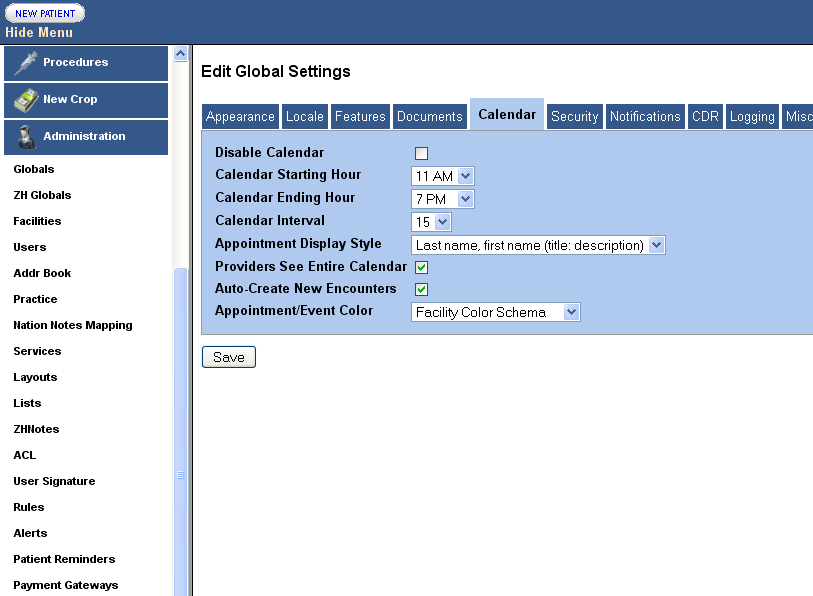 NEW PATIENT
Hide Menu
Procedures
New Crop
Administration
Globals
ZH Globals
Facilities
Users
Addr Book
Practice
Nation Notes Mapping
Services
Layouts
Lists
ZHNotes
ACL
User Signature
Rules
Alerts
Patient Reminders
Payment Gateways
Edit Global Settings
Appearance Locale Features Documents Calendar Security Notifications CDR Logging Misc
Disable Calendar
Calendar Starting Hour 11 AM
Calendar Ending Hour 7 PM
Calendar Interval 15
Appointment Display Style Last name, first name (title: description)
Providers See Entire Calendar
Auto-Create New Encounters
Appointment/Event Color Facility Color Schema
Save